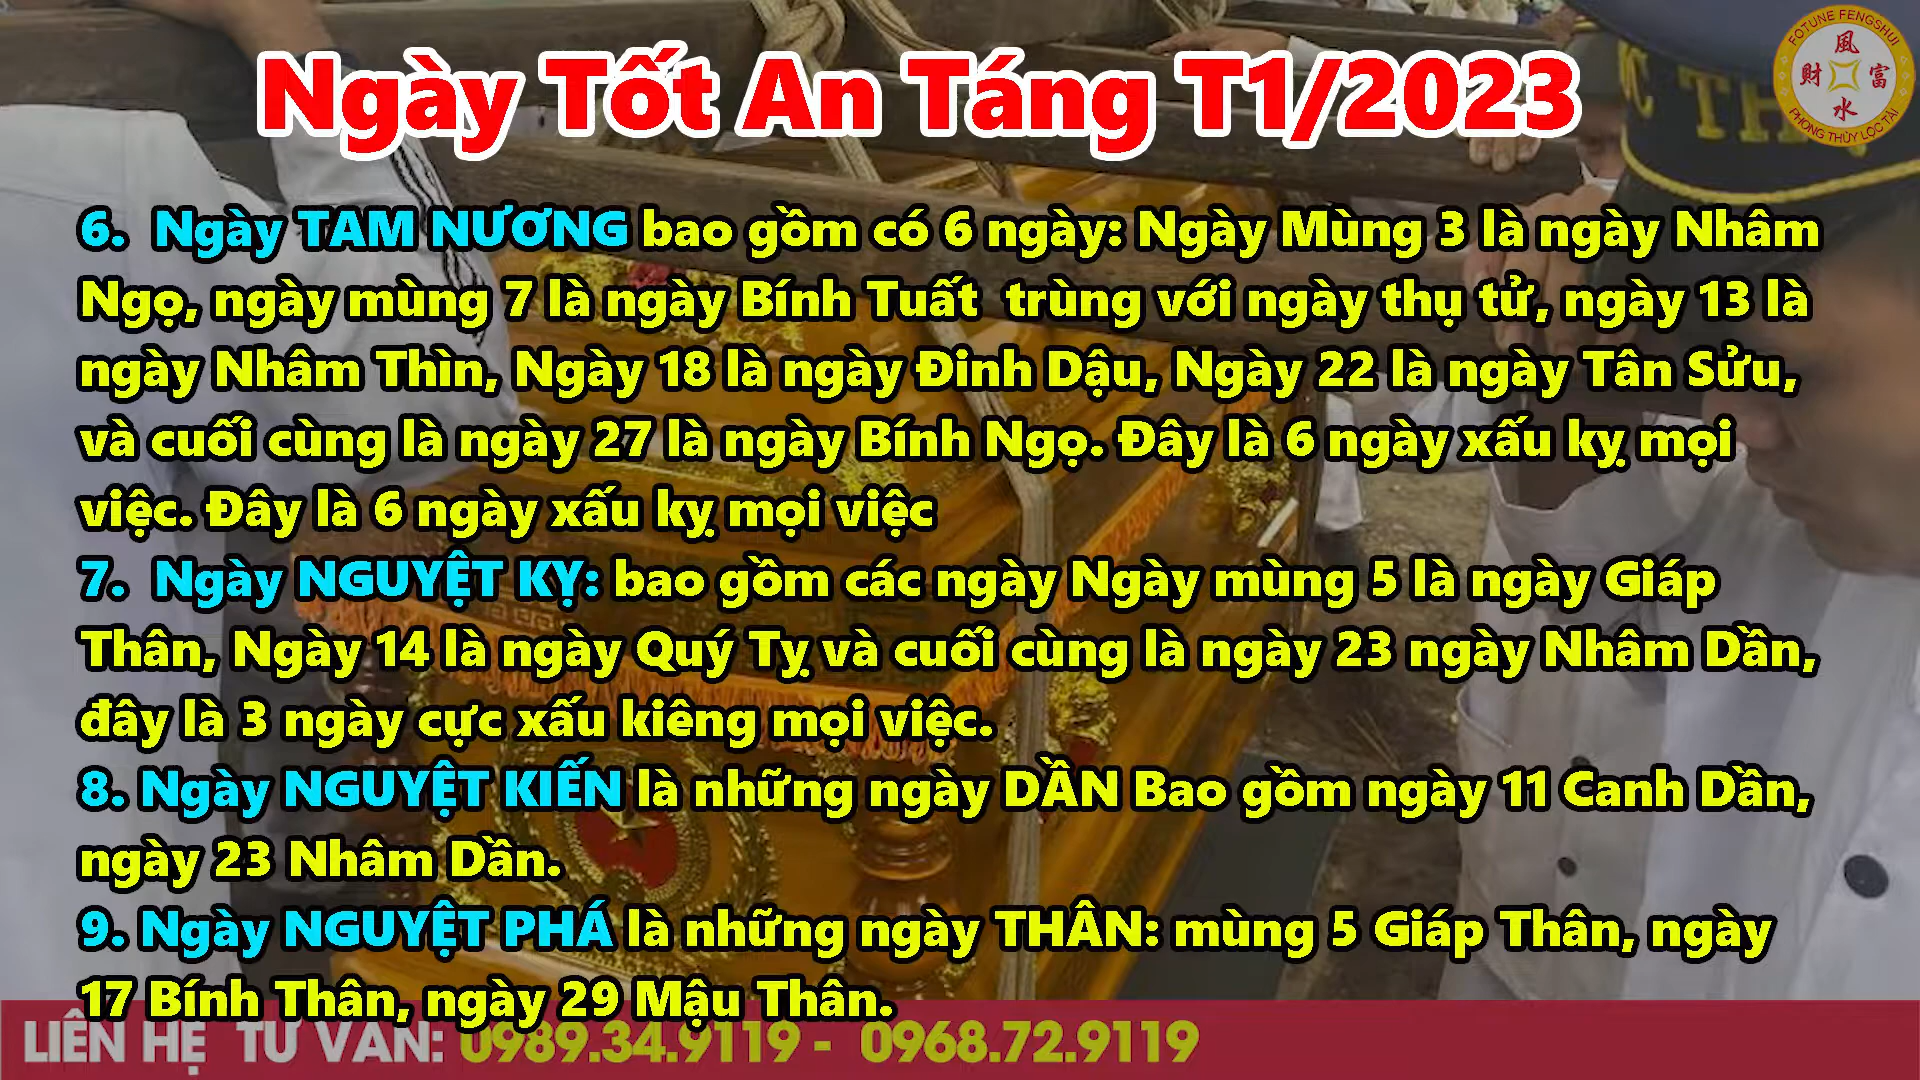 Ngày Tốt An Táng T1/2023
FOTUNE FENGSHUI
風
財 富
水
PHONG THỦY LỘC TÀI
C THỌ
6. Ngày TAM NƯƠNG bao gồm có 6 ngày: Ngày Mùng 3 là ngày Nhâm
Ngọ, ngày mùng 7 là ngày Bính Tuất trùng với ngày thụ tử, ngày 13 là
ngày Nhâm Thìn, Ngày 18 là ngày Đinh Dậu, Ngày 22 là ngày Tân Sửu,
và cuối cùng là ngày 27 là ngày Bính Ngọ. Đây là 6 ngày xấu kỵ mọi
việc. Đây là 6 ngày xấu kỵ mọi việc
7. Ngày NGUYỆT KỴ: bao gồm các ngày Ngày mùng 5 là ngày Giáp
Thân, Ngày 14 là ngày Quý Tỵ và cuối cùng là ngày 23 ngày Nhâm Dần,
đây là 3 ngày cực xấu kiêng mọi việc.
8. Ngày NGUYỆT KIẾN là những ngày DẦN Bao gồm ngày 11 Canh Dần,
ngày 23 Nhâm Dần.
9. Ngày NGUYỆT PHÁ là những ngày THÂN: mùng 5 Giáp Thân, ngày
17 Bính Thân, ngày 29 Mậu Thân.
LIÊN HỆ TƯ VẤN: 0989.34.9119 - 0968.72.9119